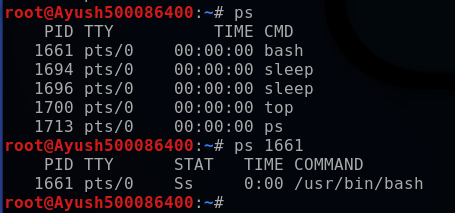 root@Ayush500086400:~# ps
PID TTY TIME CMD
1661 pts/0 00:00:00 bash
1694 pts/0 00:00:00 sleep
1696 pts/0 00:00:00 sleep
1700 pts/0 00:00:00 top
1713 pts/0 00:00:00 ps
root@Ayush500086400:~# ps 1661
PID TTY STAT TIME COMMAND
1661 pts/0 Ss 0:00 /usr/bin/bash
root@Ayush500086400:~#